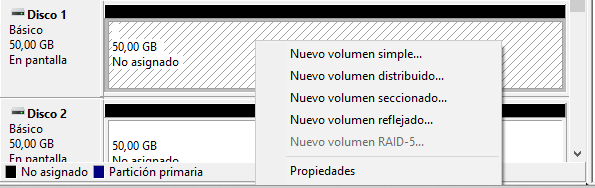 Disco 1
Básico
50,00 GB
En pantalla
50,00 GB
No asignado
Nuevo volumen simple...
Nuevo volumen distribuido...
Nuevo volumen seccionado...
Nuevo volumen reflejado...
Nuevo volumen RAID-5...
Propiedades
Disco 2
Básico
50,00 GB
En pantalla
50,00 GB
No asignado
No asignado
Partición primaria